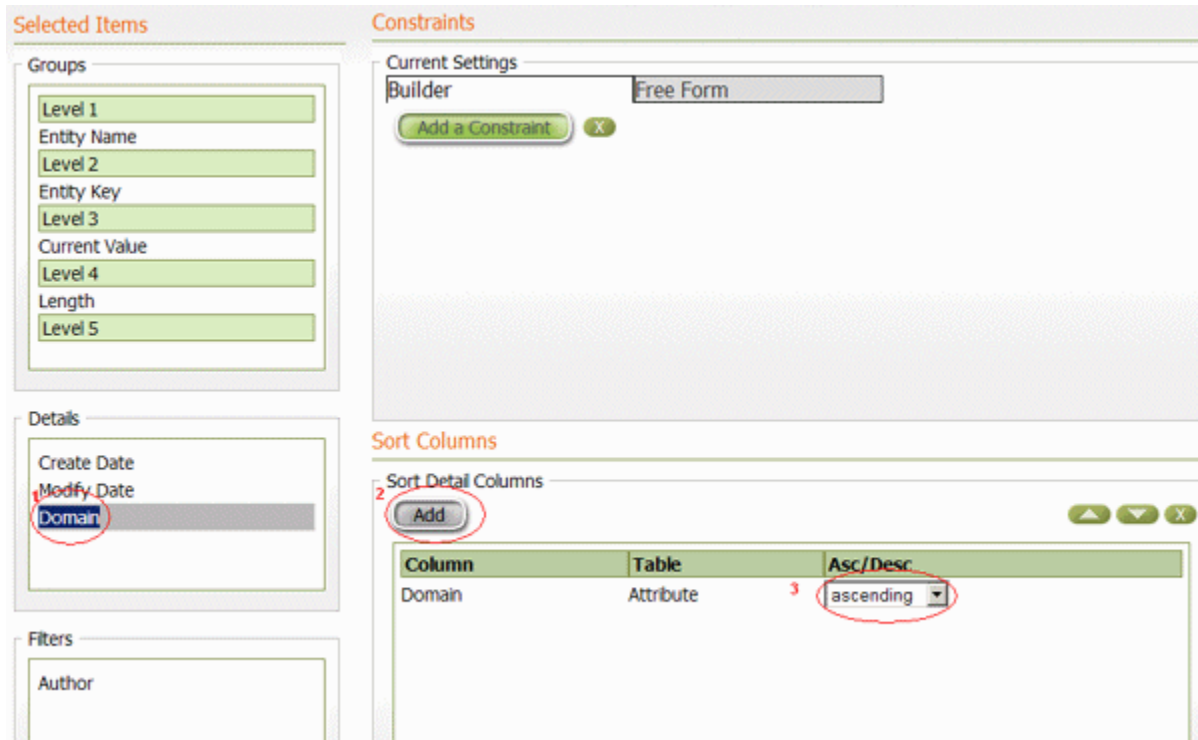 Selected Items
Groups
Level 1
Entity Name
Level 2
Entity Key
Level 3
Current Value
Level 4
Length
Level 5
Details
Create Date
Modify Date
1
Domain
Filters
Author
Constraints
Current Settings
Builder Free Form
Add a Constraint X
Sort Columns
Sort Detail Columns
2
Add X
Column Table Asc/Desc
Domain Attribute 3 ascending